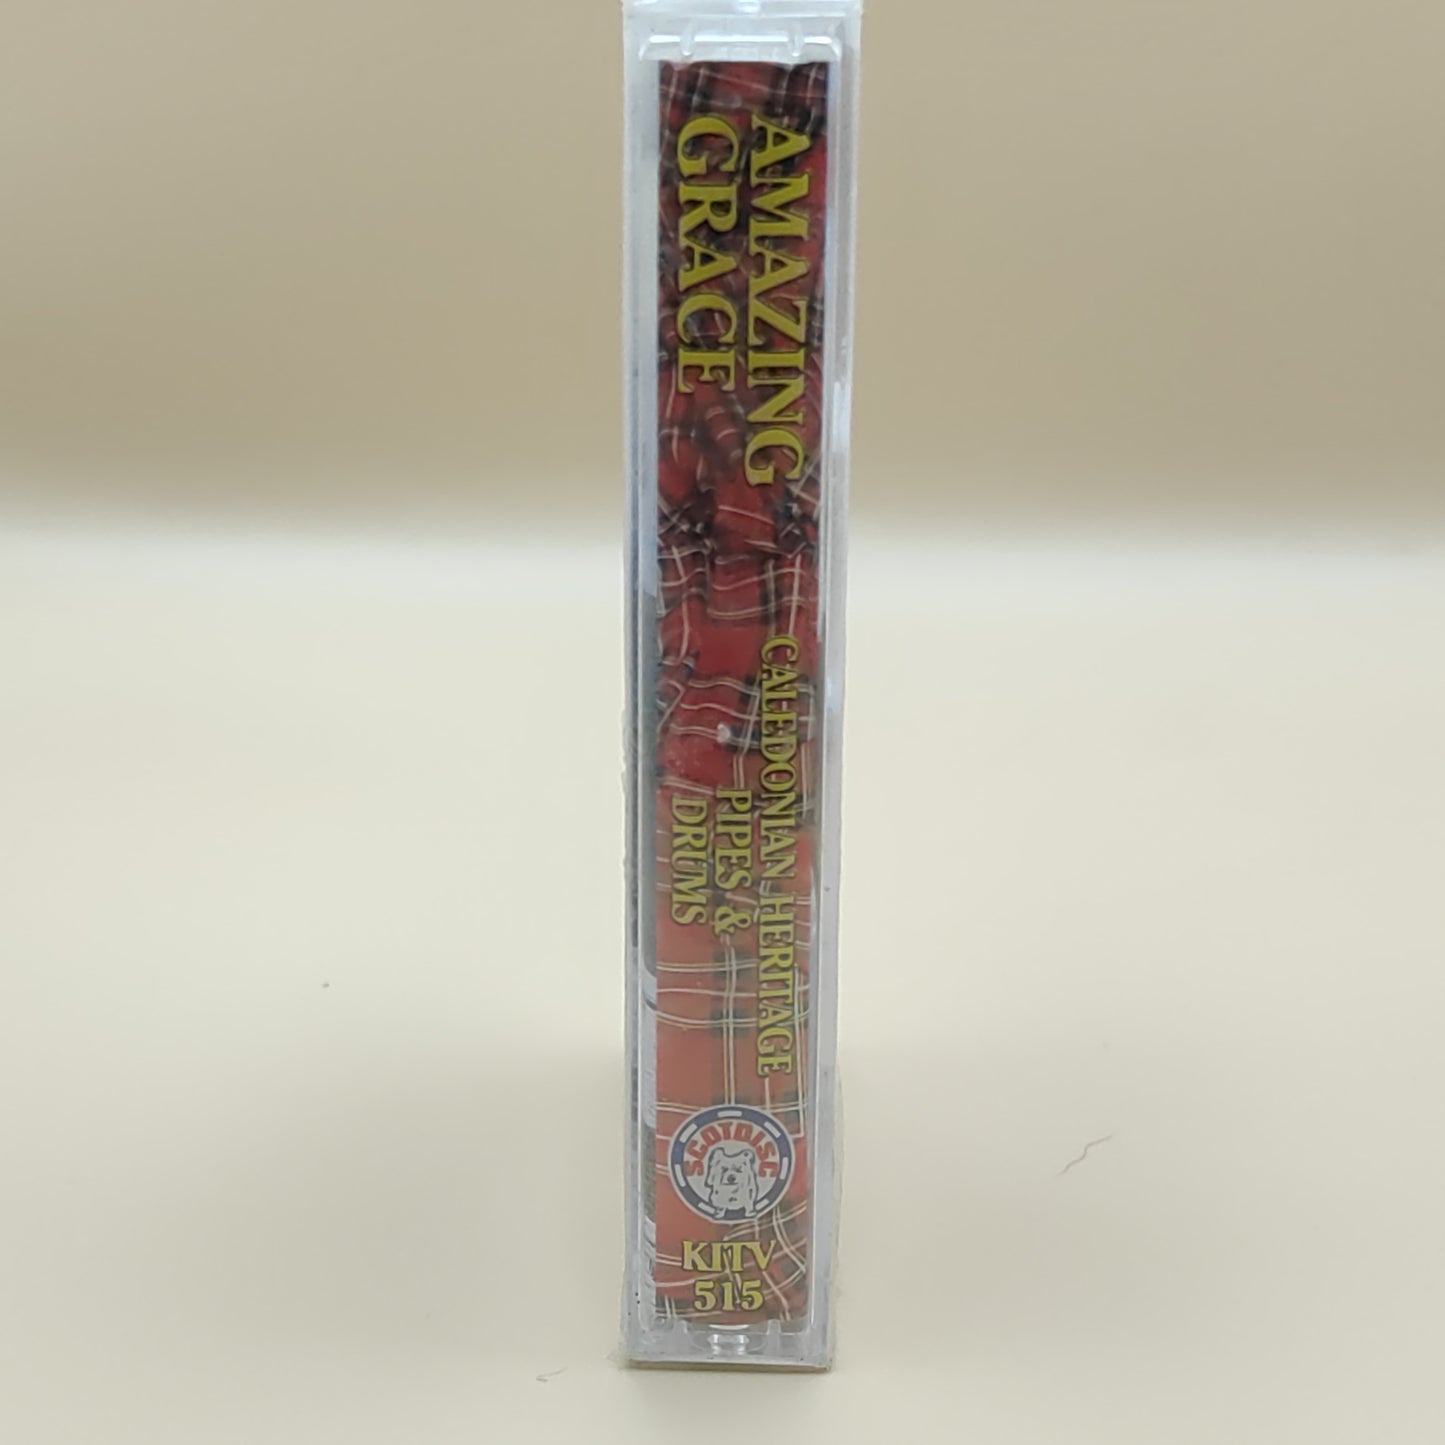 AMAZING
GRACE
CALEDONIAN HERITAGE
PIPES &
DRUMS
SCOTDISC
KITV
515